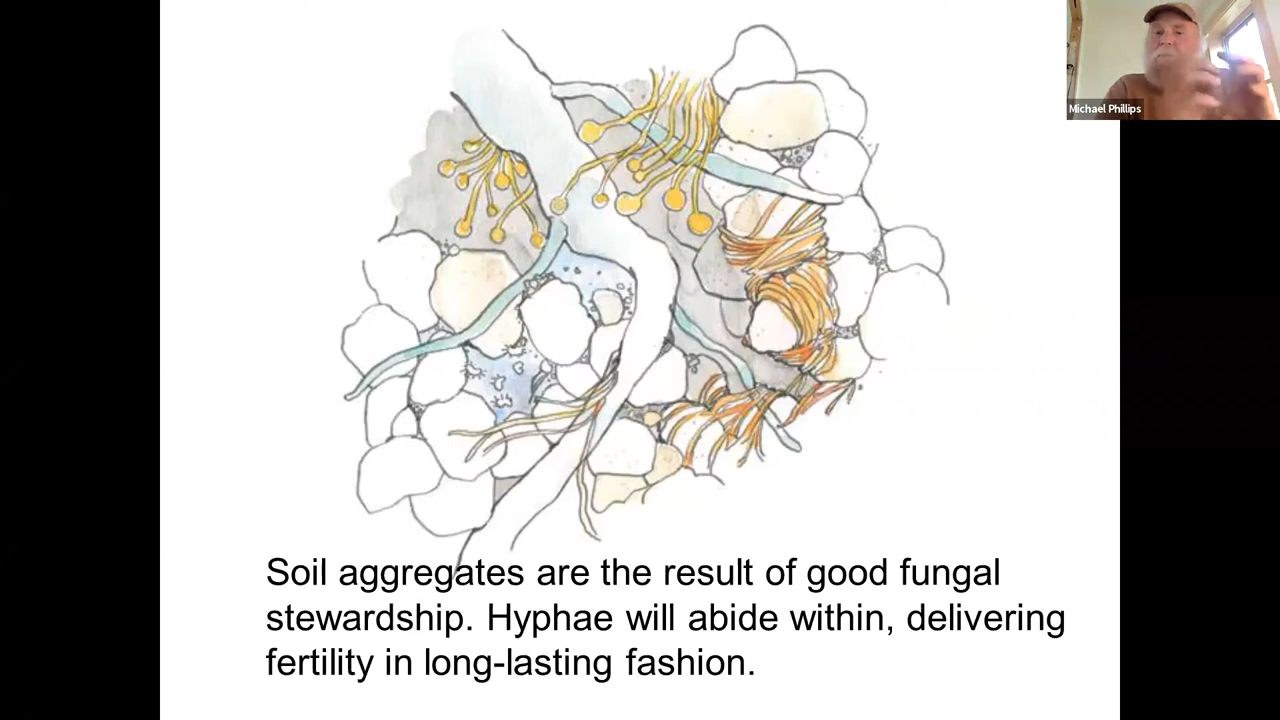 Michael Phillips
Soil aggregates are the result of good fungal
stewardship. Hyphae will abide within, delivering
fertility in long-lasting fashion.